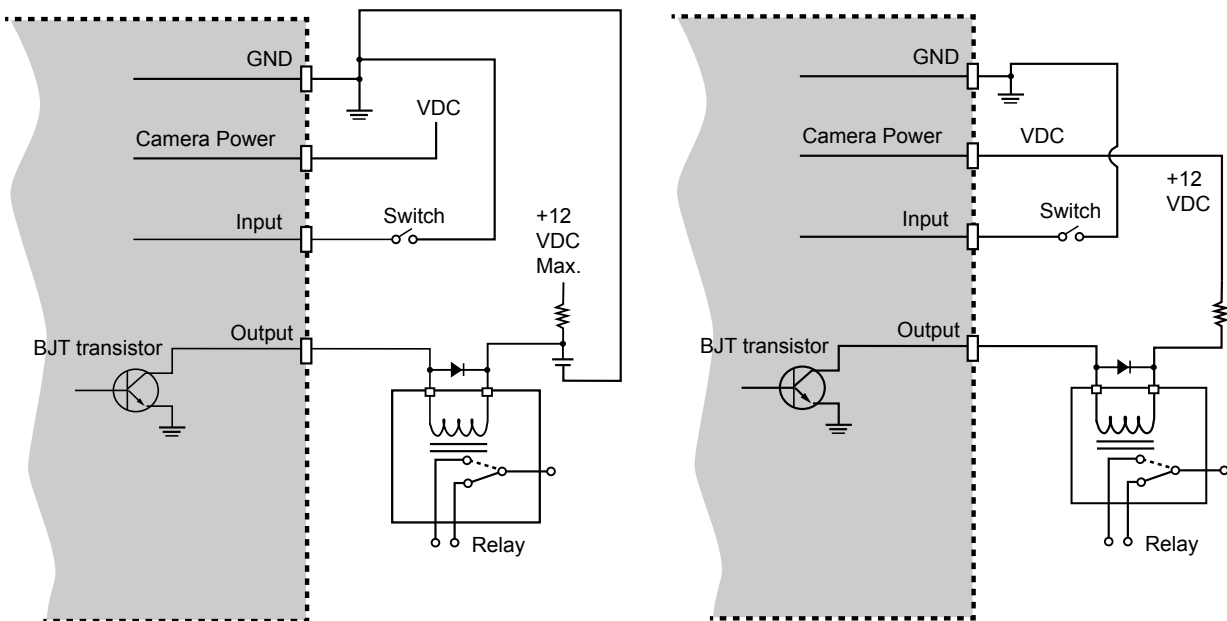 GND
VDC
Camera Power
Input
Switch
+12
VDC
Max.
Output
BJT transistor
Relay
GND
Camera Power
VDC
+12
VDC
Input
Switch
Output
BJT transistor
Relay